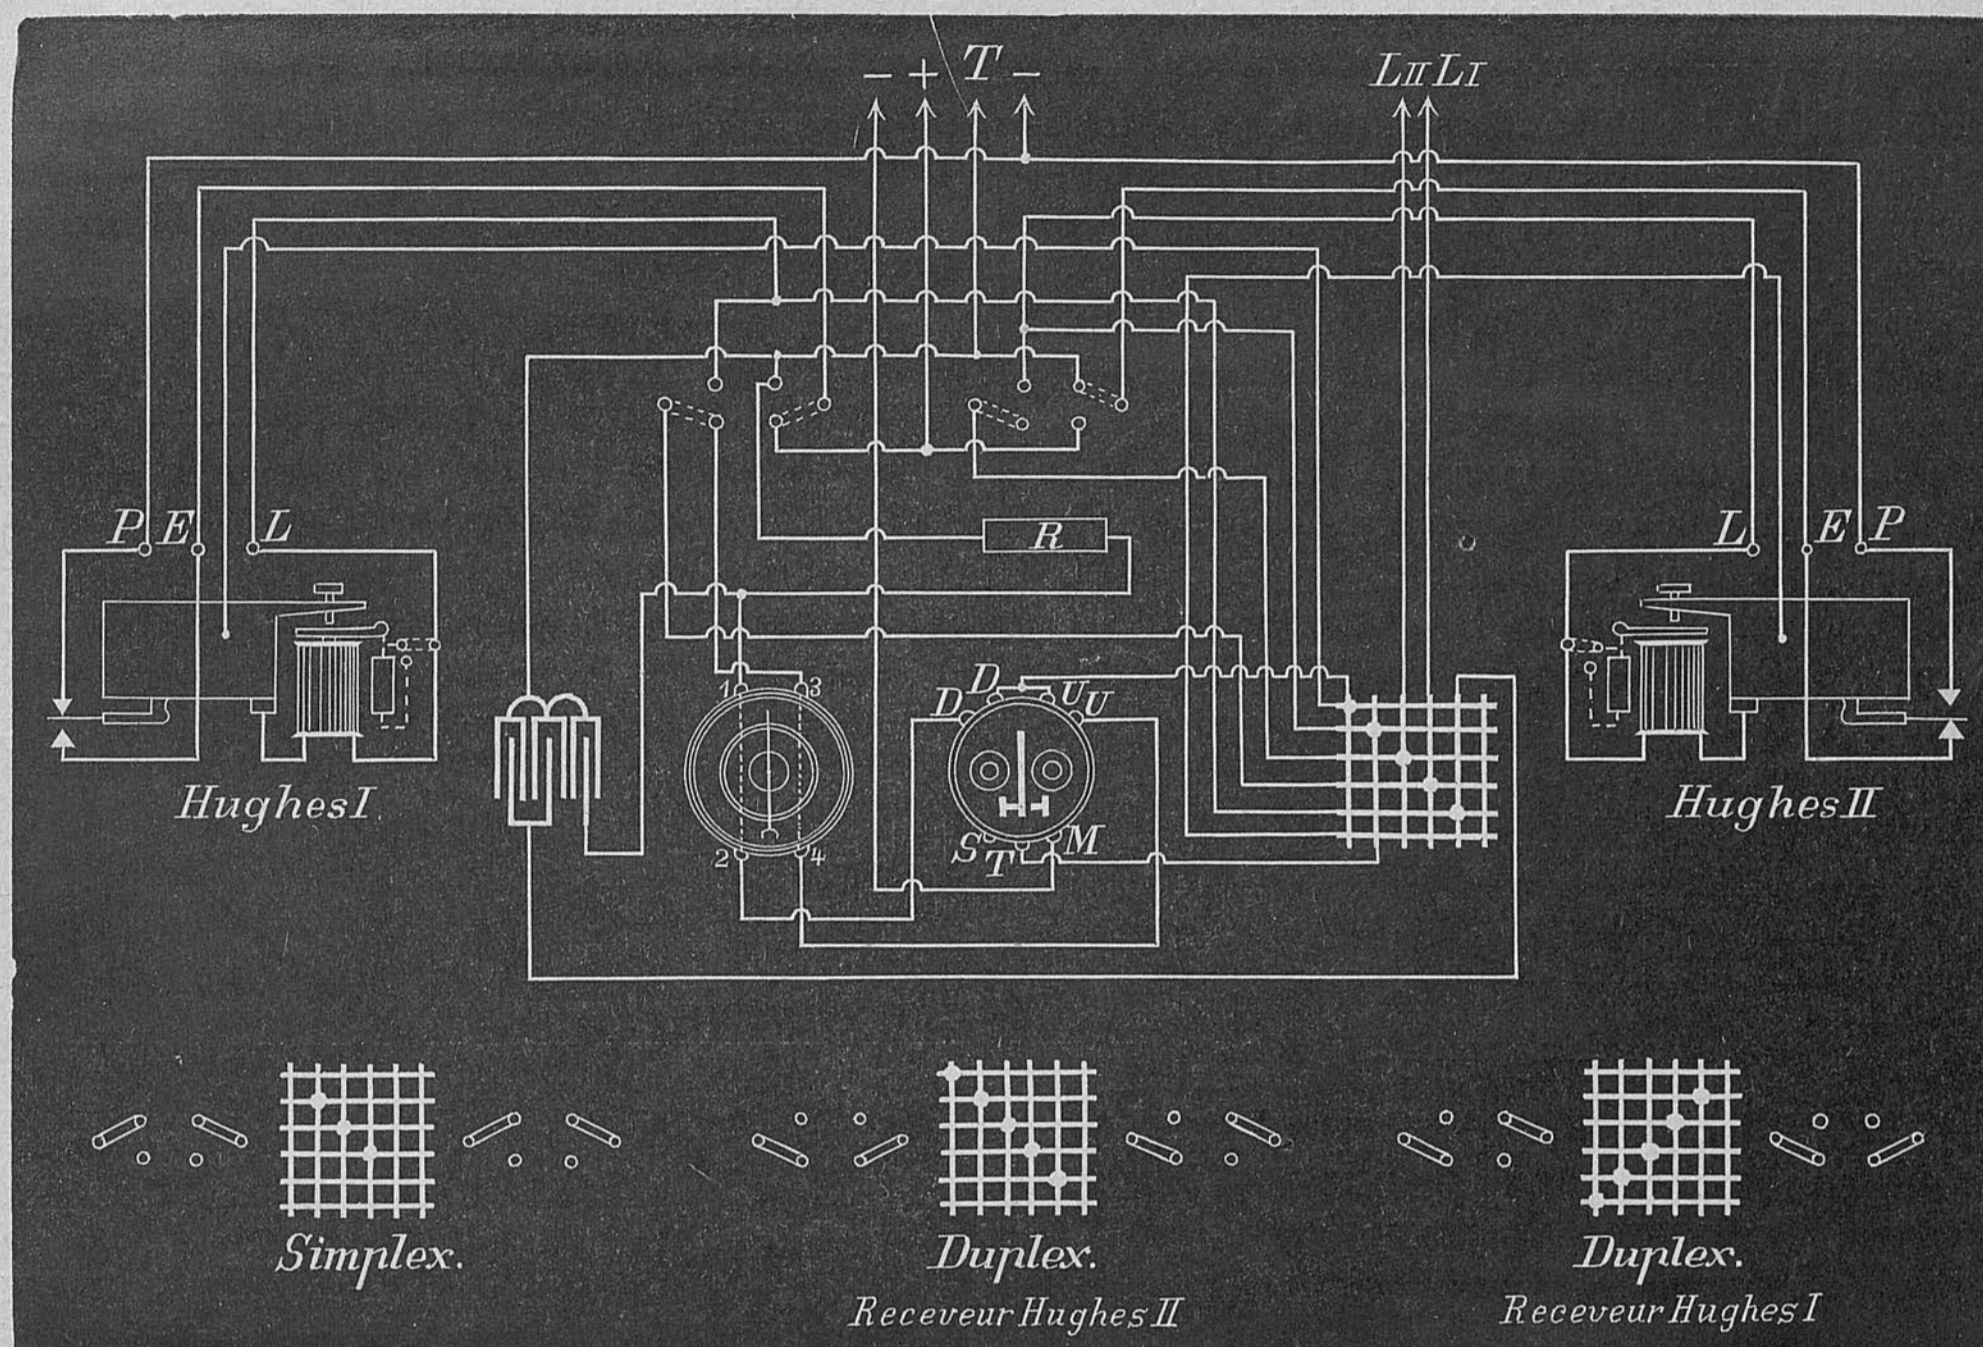 − + T − LII LI
P E L R L E P
1 3 D D U U
Hughes I Hughes II
2 4 S T M
Simplex. Duplex. Duplex.
Receveur Hughes II Receveur Hughes I